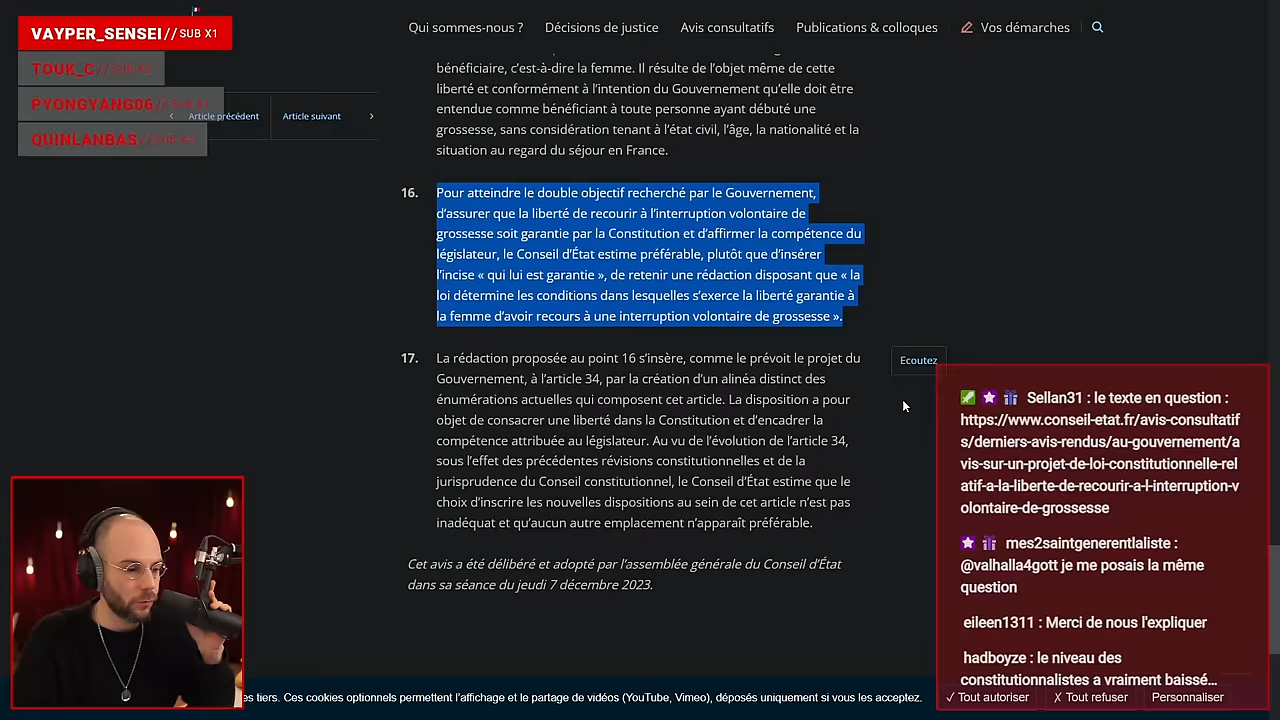 Qui sommes-nous ?
Décisions de justice
Avis consultatifs
Publications & colloques
Vos démarches
VAYPER_SENSEI // SUB X1
TOUK_C // SUB X2
PYONGYANG06 // SUB X1
QUINLANBAS // SUB X2
Article précédent
Article suivant
bénéficiaire, c’est-à-dire la femme. Il résulte de l’objet même de cette
liberté et conformément à l’intention du Gouvernement qu’elle doit être
entendue comme bénéficiant à toute personne ayant débuté une
grossesse, sans considération tenant à l’état civil, l’âge, la nationalité et la
situation au regard du séjour en France.
16. Pour atteindre le double objectif recherché par le Gouvernement,
d’assurer que la liberté de recourir à l’interruption volontaire de
grossesse soit garantie par la Constitution et d’affirmer la compétence du
législateur, le Conseil d’État estime préférable, plutôt que d’insérer
l’incise « qui lui est garantie », de retenir une rédaction disposant que « la
loi détermine les conditions dans lesquelles s’exerce la liberté garantie à
la femme d’avoir recours à une interruption volontaire de grossesse ».
17. La rédaction proposée au point 16 s’insère, comme le prévoit le projet du
Gouvernement, à l’article 34, par la création d’un alinéa distinct des
énumérations actuelles qui composent cet article. La disposition a pour
objet de consacrer une liberté dans la Constitution et d’encadrer la
compétence attribuée au législateur. Au vu de l’évolution de l’article 34,
sous l’effet des précédentes révisions constitutionnelles et de la
jurisprudence du Conseil constitutionnel, le Conseil d’État estime que le
choix d’inscrire les nouvelles dispositions au sein de cet article n’est pas
inadéquat et qu’aucun autre emplacement n’apparaît préférable.
Cet avis a été délibéré et adopté par l’assemblée générale du Conseil d’État
dans sa séance du jeudi 7 décembre 2023.
Ecoutez
Sellan31 : le texte en question :
https://www.conseil-etat.fr/avis-consultatif
s/derniers-avis-rendus/au-gouvernement/a
vis-sur-un-projet-de-loi-constitutionnelle-rel
atif-a-la-liberte-de-recourir-a-l-interruption-v
olontaire-de-grossesse
mes2saintgenerentlaliste :
@valhalla4gott je me posais la même
question
eileen1311 : Merci de nous l'expliquer
hadboyze : le niveau des
constitutionnalistes a vraiment baissé...
es tiers. Ces cookies optionnels permettent l’affichage et le partage de vidéos (YouTube, Vimeo), déposés uniquement si vous les acceptez.
✓ Tout autoriser
✗ Tout refuser
Personnaliser